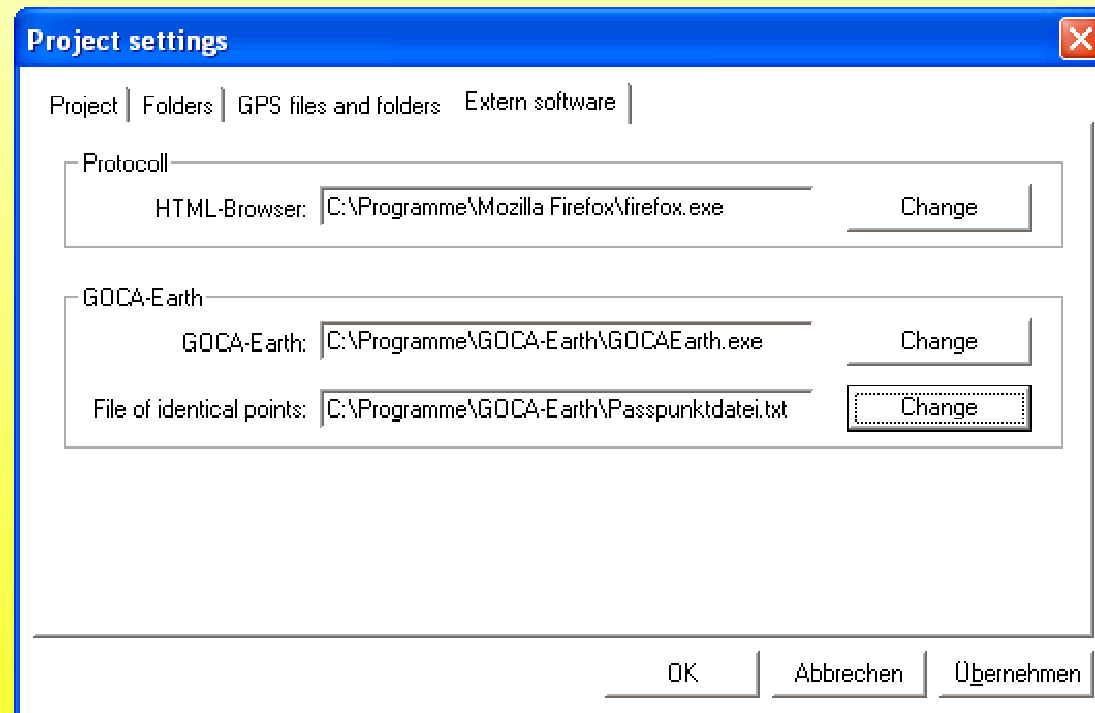 Project settings
Project Folders GPS files and folders Extern software
Protocoll
HTML-Browser: C:\Programme\Mozilla Firefox\firefox.exe Change
GOCA-Earth
GOCA-Earth: C:\Programme\GOCA-Earth\GOCAEarth.exe Change
File of identical points: C:\Programme\GOCA-Earth\Passpunktdatei.txt Change
OK Abbrechen Übernehmen